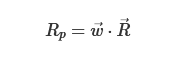 $R_p = \vec{w} \cdot \vec{R}$